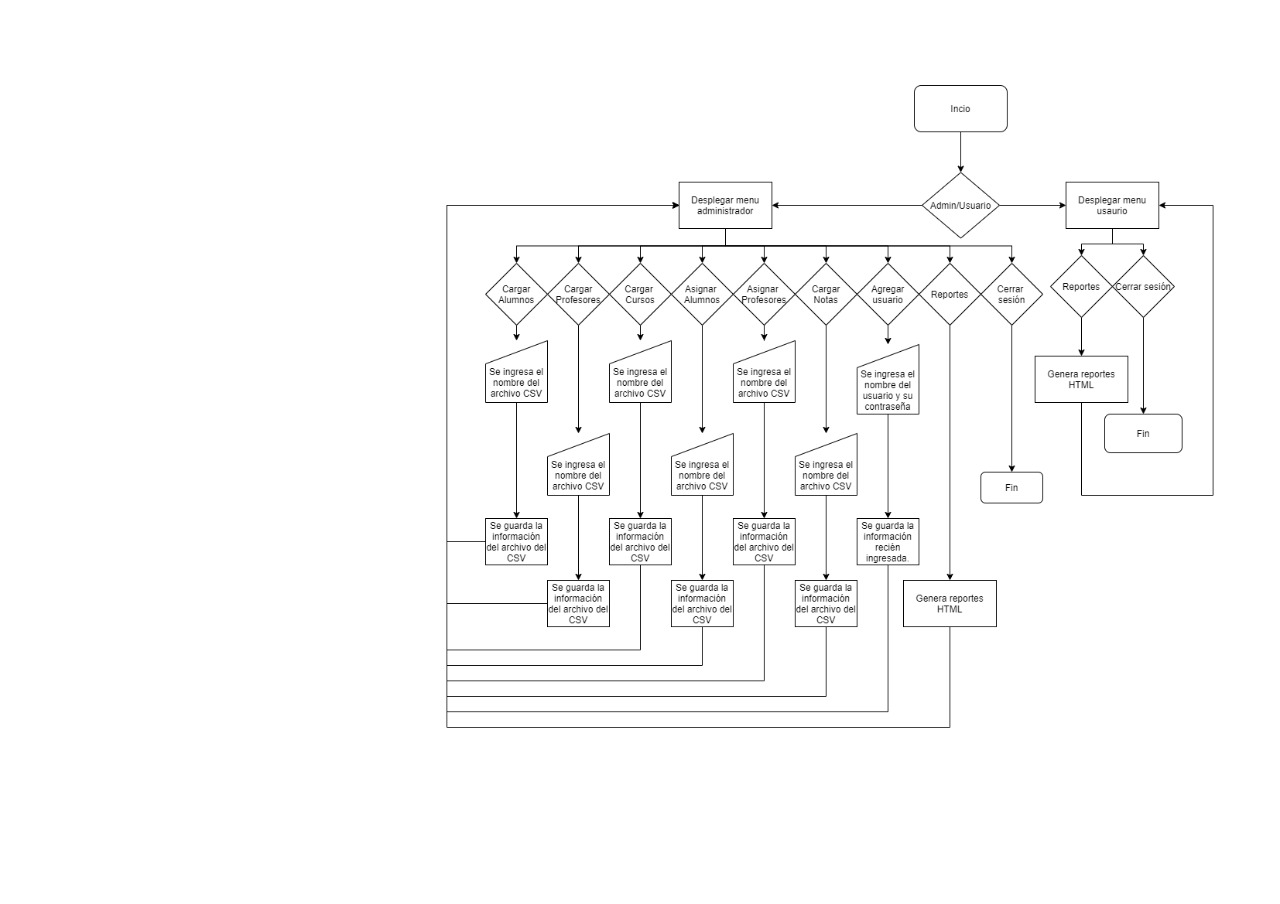 Incio
Desplegar menu
administrador
Admin/Usuario
Desplegar menu
usaurio
Cargar
Alumnos
Cargar
Profesores
Cargar
Cursos
Asignar
Alumnos
Asignar
Profesores
Cargar
Notas
Agregar
usuario
Reportes
Cerrar
sesión
Reportes
Cerrar sesión
Se ingresa el
nombre del
archivo CSV
Se ingresa el
nombre del
archivo CSV
Se ingresa el
nombre del
archivo CSV
Se ingresa el
nombre del
usuario y su
contraseña
Genera reportes
HTML
Fin
Se ingresa el
nombre del
archivo CSV
Se ingresa el
nombre del
archivo CSV
Se ingresa el
nombre del
archivo CSV
Fin
Se guarda la
información
del archivo del
CSV
Se guarda la
información
del archivo del
CSV
Se guarda la
información
del archivo del
CSV
Se guarda la
información
recièn
ingresada.
Se guarda la
información
del archivo del
CSV
Se guarda la
información
del archivo del
CSV
Se guarda la
información
del archivo del
CSV
Genera reportes
HTML